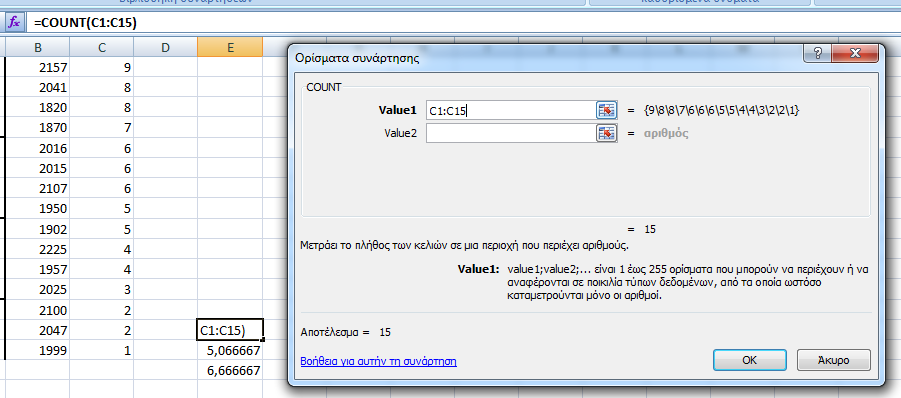 fx =COUNT(C1:C15)
B C D E
2157 9
2041 8
1820 8
1870 7
2016 6
2015 6
2107 6
1950 5
1902 5
2225 4
1957 4
2025 3
2100 2
2047 2 C1:C15)
1999 1 5,066667
6,666667
Ορίσματα συνάρτησης
COUNT
Value1 C1:C15 = {9\8\8\7\6\6\6\5\5\4\4\3\2\2\1}
Value2 = αριθμός
= 15
Μετράει το πλήθος των κελιών σε μια περιοχή που περιέχει αριθμούς.
Value1: value1;value2;... είναι 1 έως 255 ορίσματα που μπορούν να περιέχουν ή να
αναφέρονται σε ποικιλία τύπων δεδομένων, από τα οποία ωστόσο
καταμετρούνται μόνο οι αριθμοί.
Αποτέλεσμα = 15
Βοήθεια για αυτήν τη συνάρτηση
OK Άκυρο